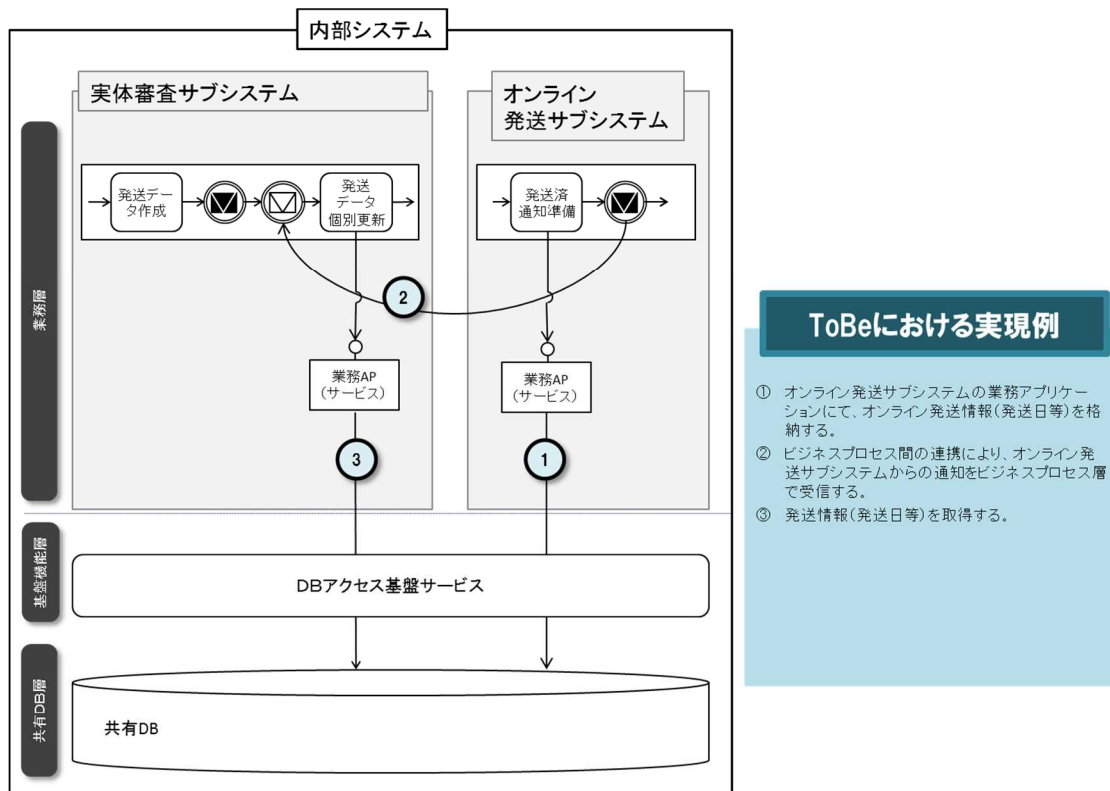 内部システム
実体審査サブシステム
オンライン
発送サブシステム
業務層
発送デー
タ作成
発送
データ
個別更新
発送済
通知準備
2
業務AP
(サービス)
業務AP
(サービス)
3
1
基盤機能層
DBアクセス基盤サービス
共有DB層
共有DB
ToBeにおける実現例
① オンライン発送サブシステムの業務アプリケー
ションにて、オンライン発送情報(発送日等)を格
納する。
② ビジネスプロセス間の連携により、オンライン発
送サブシステムからの通知をビジネスプロセス層
で受信する。
③ 発送情報(発送日等)を取得する。